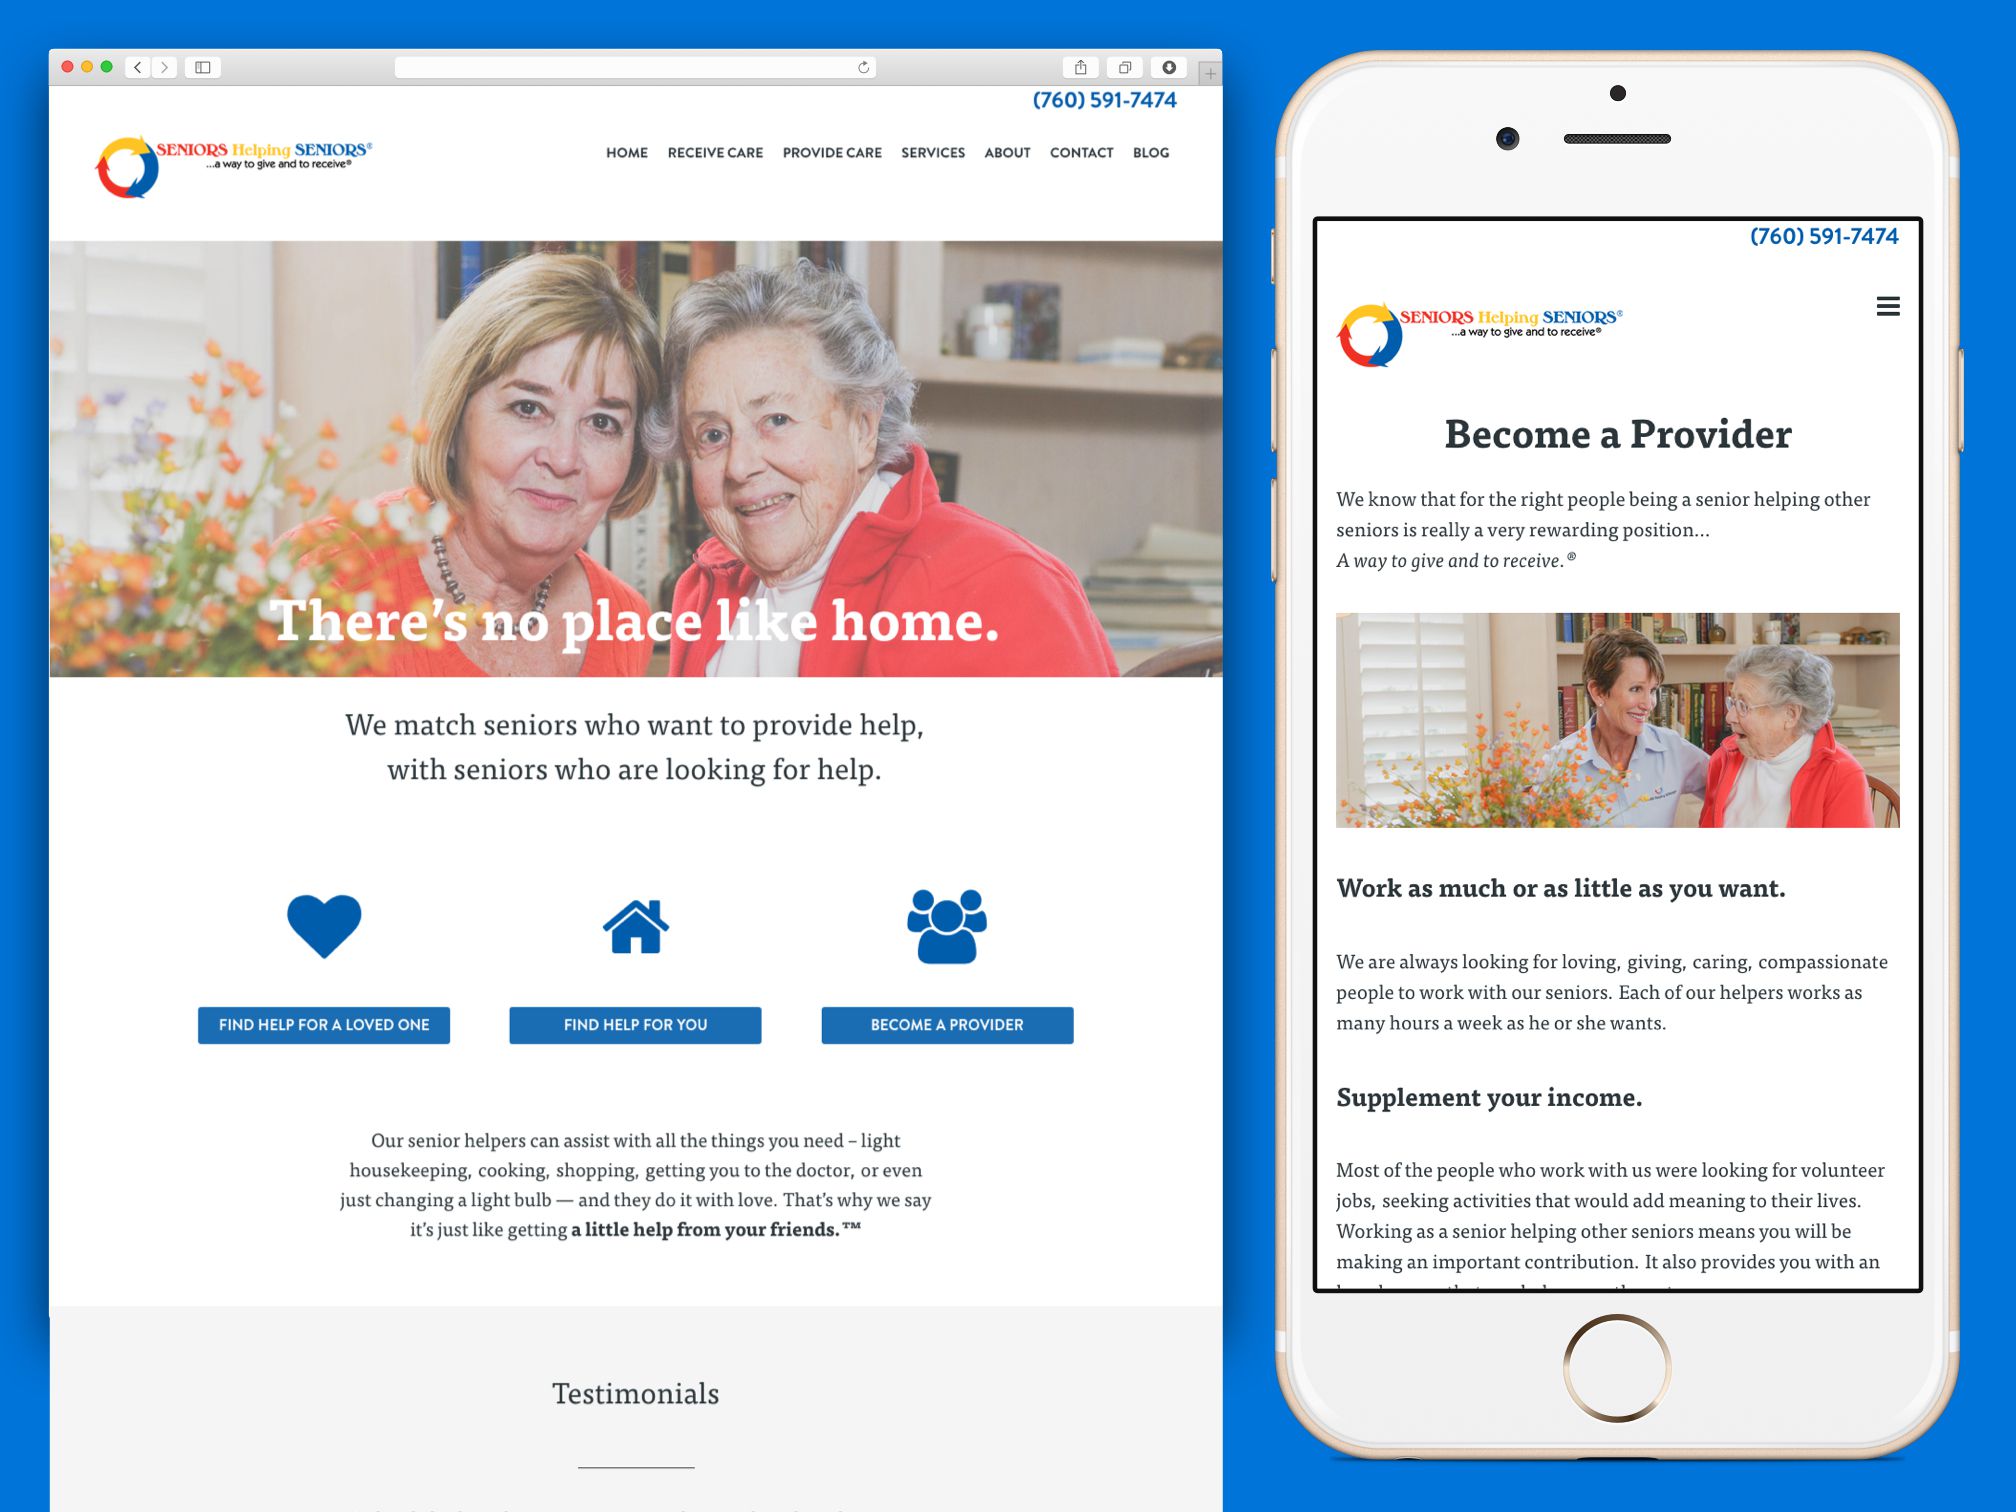 (760) 591-7474
SENIORS Helping SENIORS®
...a way to give and to receive®
HOME RECEIVE CARE PROVIDE CARE SERVICES ABOUT CONTACT BLOG
There's no place like home.
We match seniors who want to provide help,
with seniors who are looking for help.
FIND HELP FOR A LOVED ONE
FIND HELP FOR YOU
BECOME A PROVIDER
Our senior helpers can assist with all the things you need – light
housekeeping, cooking, shopping, getting you to the doctor, or even
just changing a light bulb — and they do it with love. That's why we say
it's just like getting a little help from your friends.™
Testimonials
(760) 591-7474
SENIORS Helping SENIORS®
...a way to give and to receive®
Become a Provider
We know that for the right people being a senior helping other
seniors is really a very rewarding position...
A way to give and to receive.®
Work as much or as little as you want.
We are always looking for loving, giving, caring, compassionate
people to work with our seniors. Each of our helpers works as
many hours a week as he or she wants.
Supplement your income.
Most of the people who work with us were looking for volunteer
jobs, seeking activities that would add meaning to their lives.
Working as a senior helping other seniors means you will be
making an important contribution. It also provides you with an